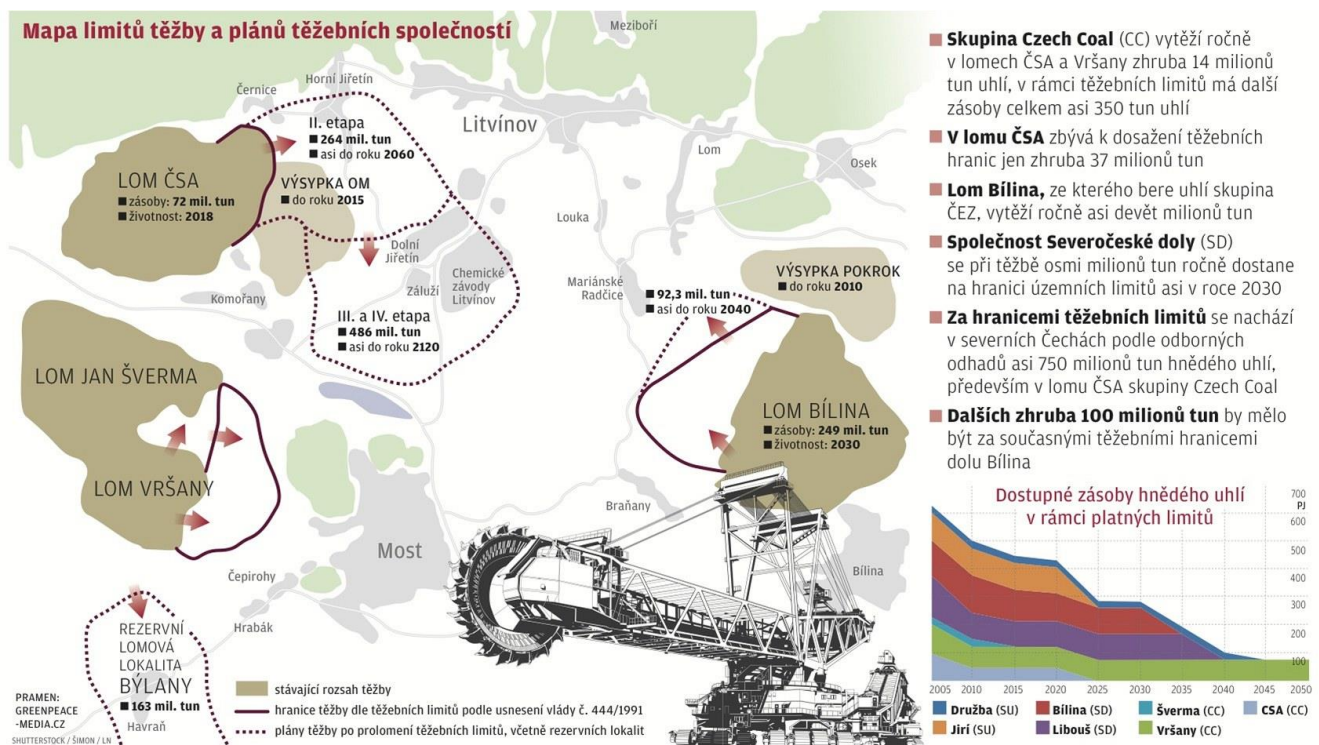 Mapa limitů těžby a plánů těžebních společností
Meziboří
Horní Jiřetín
Černice
II. etapa
264 mil. tun
asi do roku 2060
Litvínov
Lom
Osek
LOM ČSA
zásoby: 72 mil. tun
životnost: 2018
VÝSYPKA OM
do roku 2015
Louka
Dolní
Jiřetín
Záluží
Chemické
závody
Litvínov
Mariánské
Radčice
92,3 mil. tun
asi do roku 2040
VÝSYPKA POKROK
do roku 2010
Komořany
III. a IV. etapa
486 mil. tun
asi do roku 2120
LOM JAN ŠVERMA
LOM BÍLINA
zásoby: 249 mil. tun
životnost: 2030
LOM VRŠANY
Braňany
Most
Bílina
Čepirohy
Hrabák
REZERVNÍ
LOMOVÁ
LOKALITA
BÝLANY
163 mil. tun
Havraň
PRAMEN:
GREENPEACE
-MEDIA.CZ
SHUTTERSTOCK / ŠIMON / LN
stávající rozsah těžby
hranice těžby dle těžebních limitů podle usnesení vlády č. 444/1991
plány těžby po prolomení těžebních limitů, včetně rezervních lokalit
Skupina Czech Coal (CC) vytěží ročně
v lomech ČSA a Vršany zhruba 14 milionů
tun uhlí, v rámci těžebních limitů má další
zásoby celkem asi 350 tun uhlí
V lomu ČSA zbývá k dosažení těžebních
hranic jen zhruba 37 milionů tun
Lom Bílina, ze kterého bere uhlí skupina
ČEZ, vytěží ročně asi devět milionů tun
Společnost Severočeské doly (SD)
se při těžbě osmi milionů tun ročně dostane
na hranici územních limitů asi v roce 2030
Za hranicemi těžebních limitů se nachází
v severních Čechách podle odborných
odhadů asi 750 milionů tun hnědého uhlí,
především v lomu ČSA skupiny Czech Coal
Dalších zhruba 100 milionů tun by mělo
být za současnými těžebními hranicemi
dolu Bílina
Dostupné zásoby hnědého uhlí
v rámci platných limitů
700
PJ
600
500
400
300
200
100
2005 2010 2015 2020 2025 2030 2035 2040 2045 2050
Družba (SU) Bílina (SD) Šverma (CC) CSA (CC)
Jirí (SU) Libouš (SD) Vršany (CC)